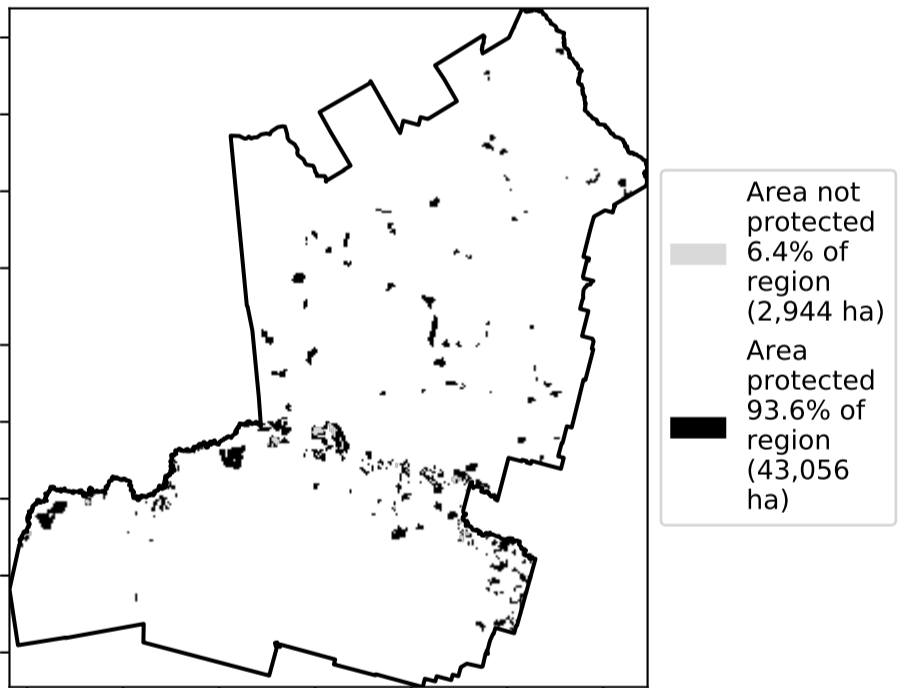 Area not
protected
6.4% of
region
(2,944 ha)
Area
protected
93.6% of
region
(43,056
ha)